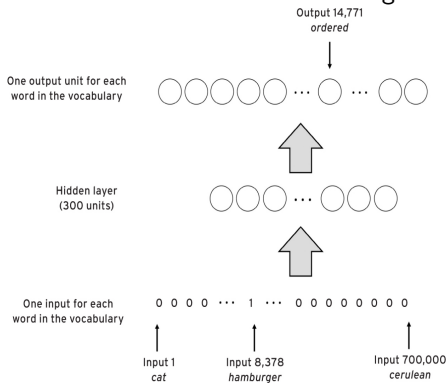 Output 14,771
ordered
One output unit for each
word in the vocabulary
... ...
Hidden layer
(300 units)
...
One input for each
word in the vocabulary
0 0 0 0 ... 1 ... 0 0 0 0 0 0 0 0
Input 1
cat
Input 8,378
hamburger
Input 700,000
cerulean